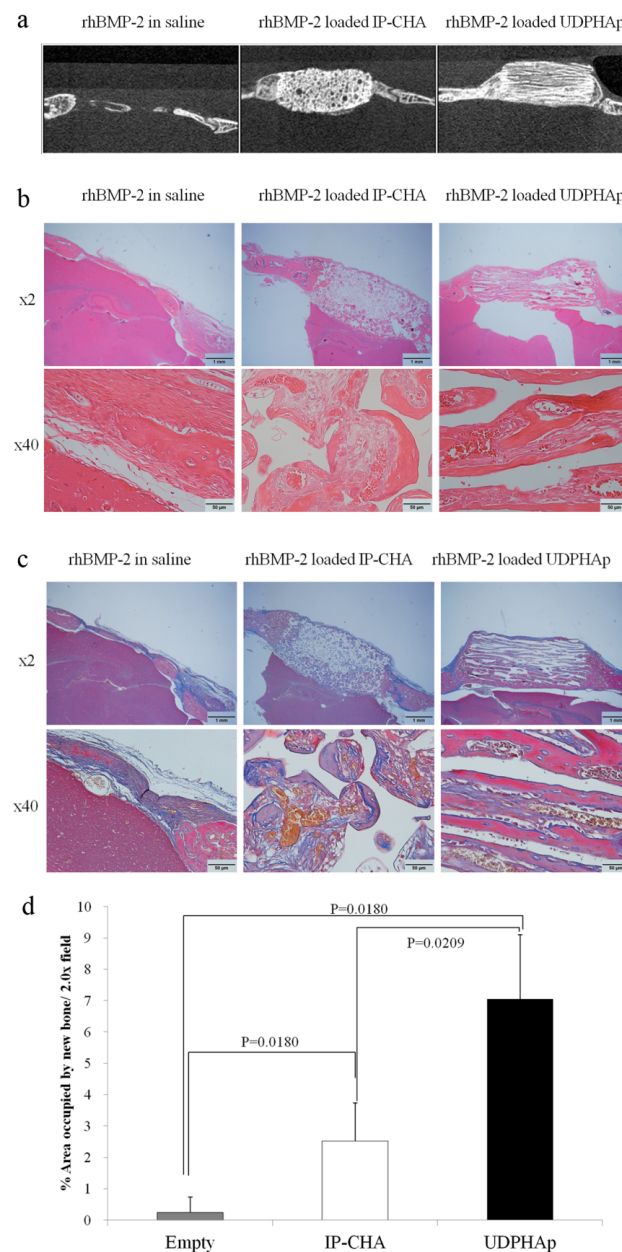 a
rhBMP-2 in saline rhBMP-2 loaded IP-CHA rhBMP-2 loaded UDPHAp
b
rhBMP-2 in saline rhBMP-2 loaded IP-CHA rhBMP-2 loaded UDPHAp
x2
1 mm 1 mm 1 mm
x40
50 µm 50 µm 50 µm
c
rhBMP-2 in saline rhBMP-2 loaded IP-CHA rhBMP-2 loaded UDPHAp
x2
1 mm 1 mm 1 mm
x40
50 µm 50 µm 50 µm
d
% Area occupied by new bone/ 2.0x field
10
9
8
7
6
5
4
3
2
1
0
P=0.0180
P=0.0209
P=0.0180
Empty IP-CHA UDPHAp